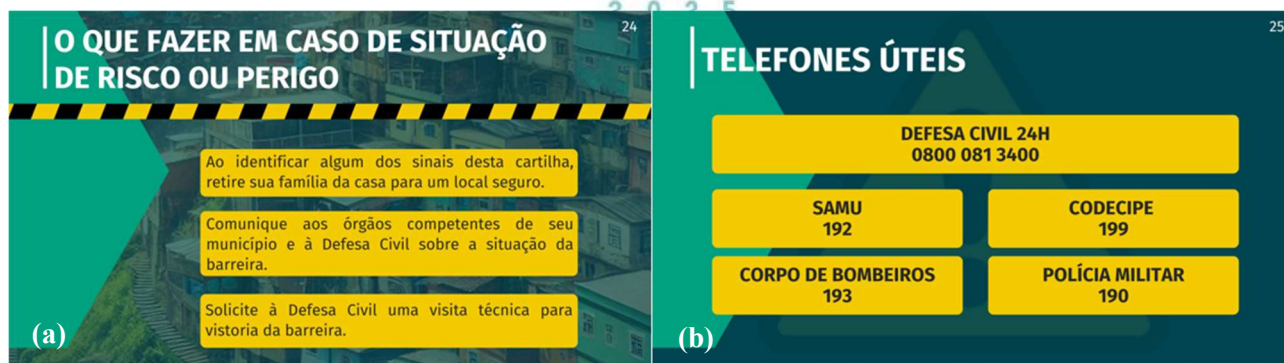 2025
24
O QUE FAZER EM CASO DE SITUAÇÃO
DE RISCO OU PERIGO
Ao identificar algum dos sinais desta cartilha,
retire sua família da casa para um local seguro.
Comunique aos órgãos competentes de seu
município e à Defesa Civil sobre a situação da
barreira.
Solicite à Defesa Civil uma visita técnica para
vistoria da barreira.
(a)
25
TELEFONES ÚTEIS
DEFESA CIVIL 24H
0800 081 3400
SAMU
192
CODECIPE
199
CORPO DE BOMBEIROS
193
POLÍCIA MILITAR
190
(b)